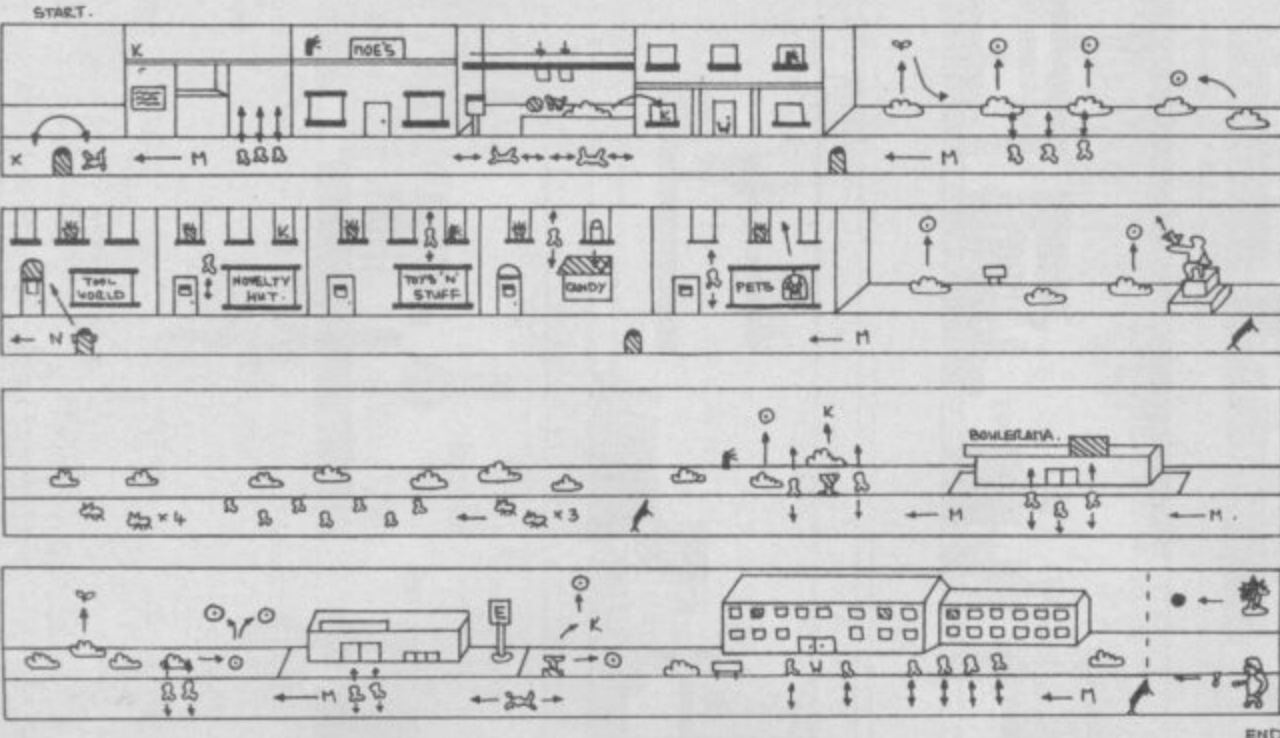 START.
K
MOE'S
K
W
X
M
M
K
TOOL WORLD
NOVELTY HUT.
TOYS 'N' STUFF
CANDY
PETS
N
M
K
BOWLERAMA.
x 4
x 3
M
M.
E
K
W
M
M
END